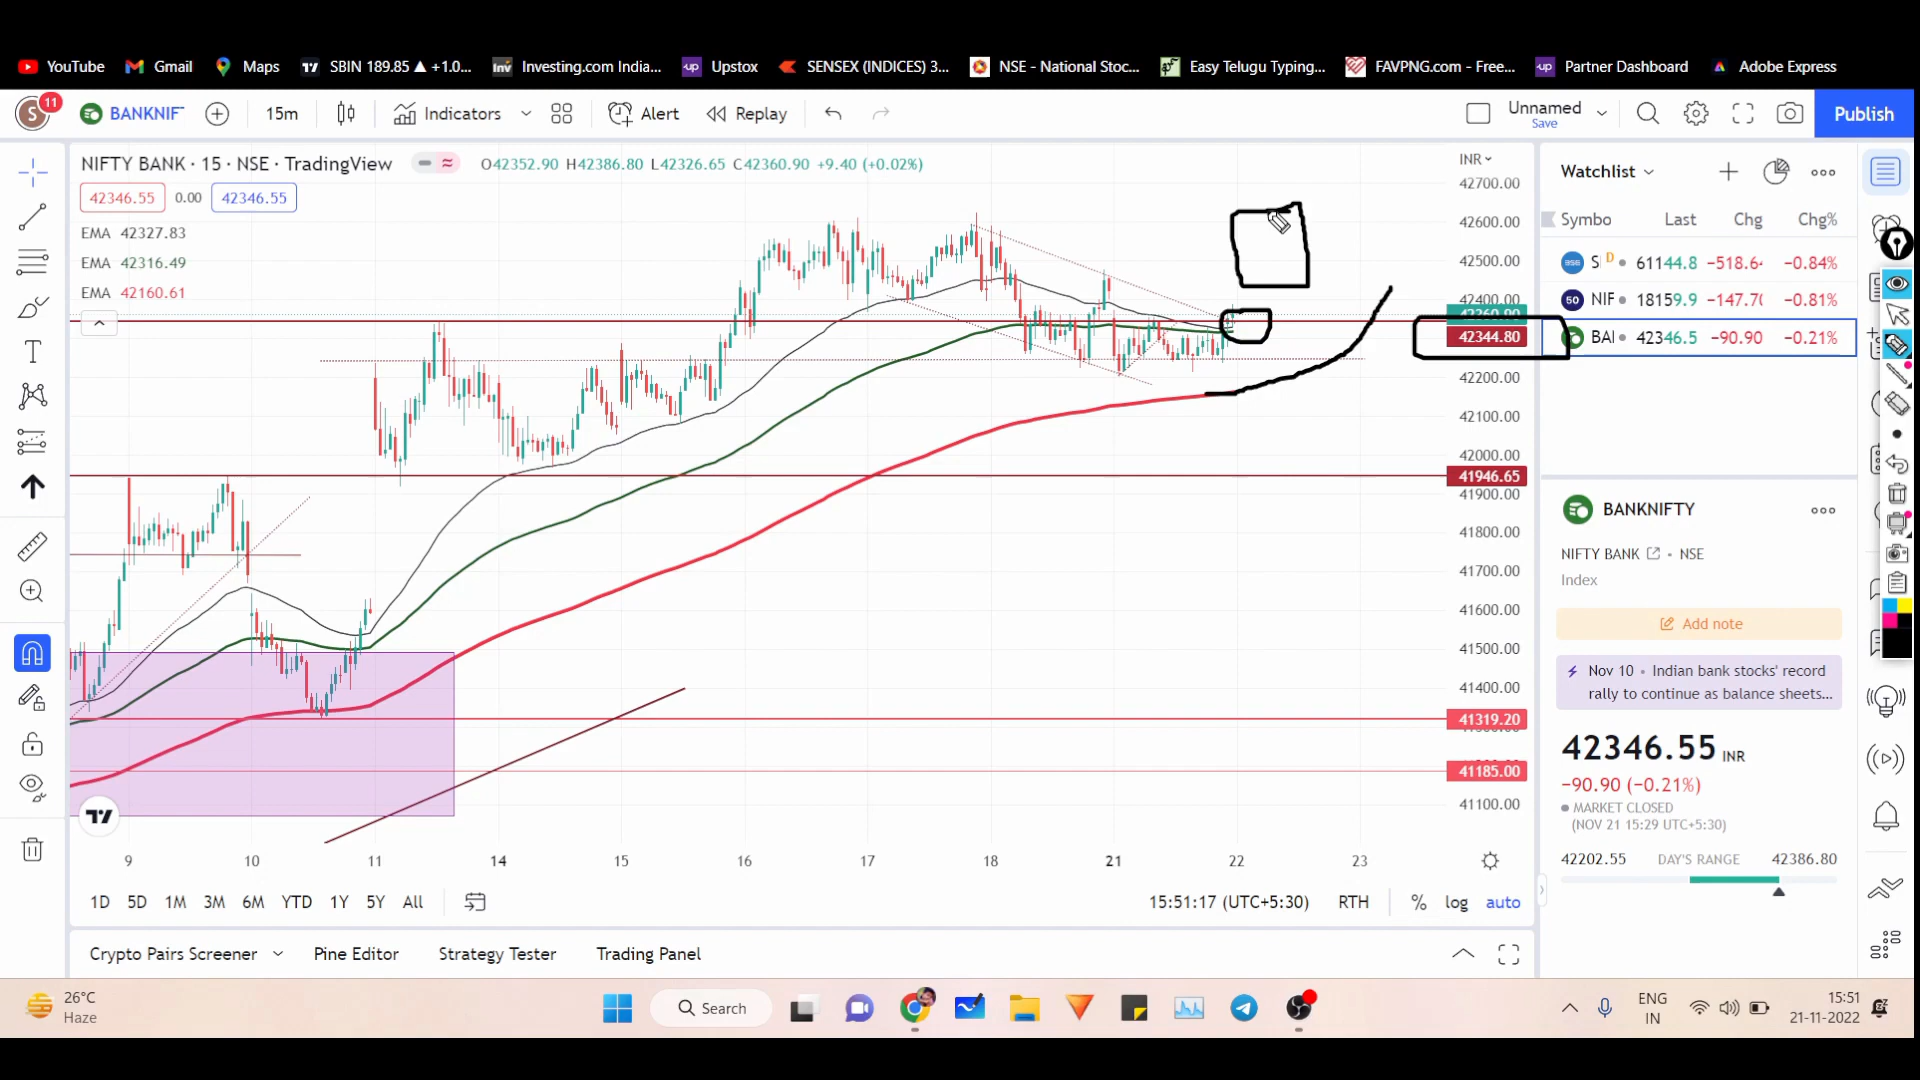 YouTube Gmail Maps SBIN 189.85 ▲ +1.0... Investing.com India... Upstox SENSEX (INDICES) 3... NSE - National Stoc... Easy Telugu Typing... FAVPNG.com - Free... Partner Dashboard Adobe Express
S 11 BANKNIF 15m Indicators Alert Replay Unnamed Save Publish
NIFTY BANK · 15 · NSE · TradingView O42352.90 H42386.80 L42326.65 C42360.90 +9.40 (+0.02%)
42346.55 0.00 42346.55
EMA 42327.83
EMA 42316.49
EMA 42160.61
INR
42700.00
42600.00
42500.00
42400.00
42344.80
42200.00
42100.00
42000.00
41946.65
41900.00
41800.00
41700.00
41600.00
41500.00
41400.00
41319.20
41185.00
41100.00
9 10 11 14 15 16 17 18 21 22 23
1D 5D 1M 3M 6M YTD 1Y 5Y All 15:51:17 (UTC+5:30) RTH % log auto
Crypto Pairs Screener Pine Editor Strategy Tester Trading Panel
Watchlist
Symbo Last Chg Chg%
S D 61144.8 −518.6 −0.84%
50 NIF 18159.9 −147.7 −0.81%
BAI 42346.5 −90.90 −0.21%
BANKNIFTY
NIFTY BANK • NSE
Index
Add note
Nov 10 • Indian bank stocks' record
rally to continue as balance sheets...
42346.55 INR
−90.90 (−0.21%)
MARKET CLOSED
(NOV 21 15:29 UTC+5:30)
42202.55 DAY'S RANGE 42386.80
26°C
Haze
Search
ENG
IN
15:51
21-11-2022